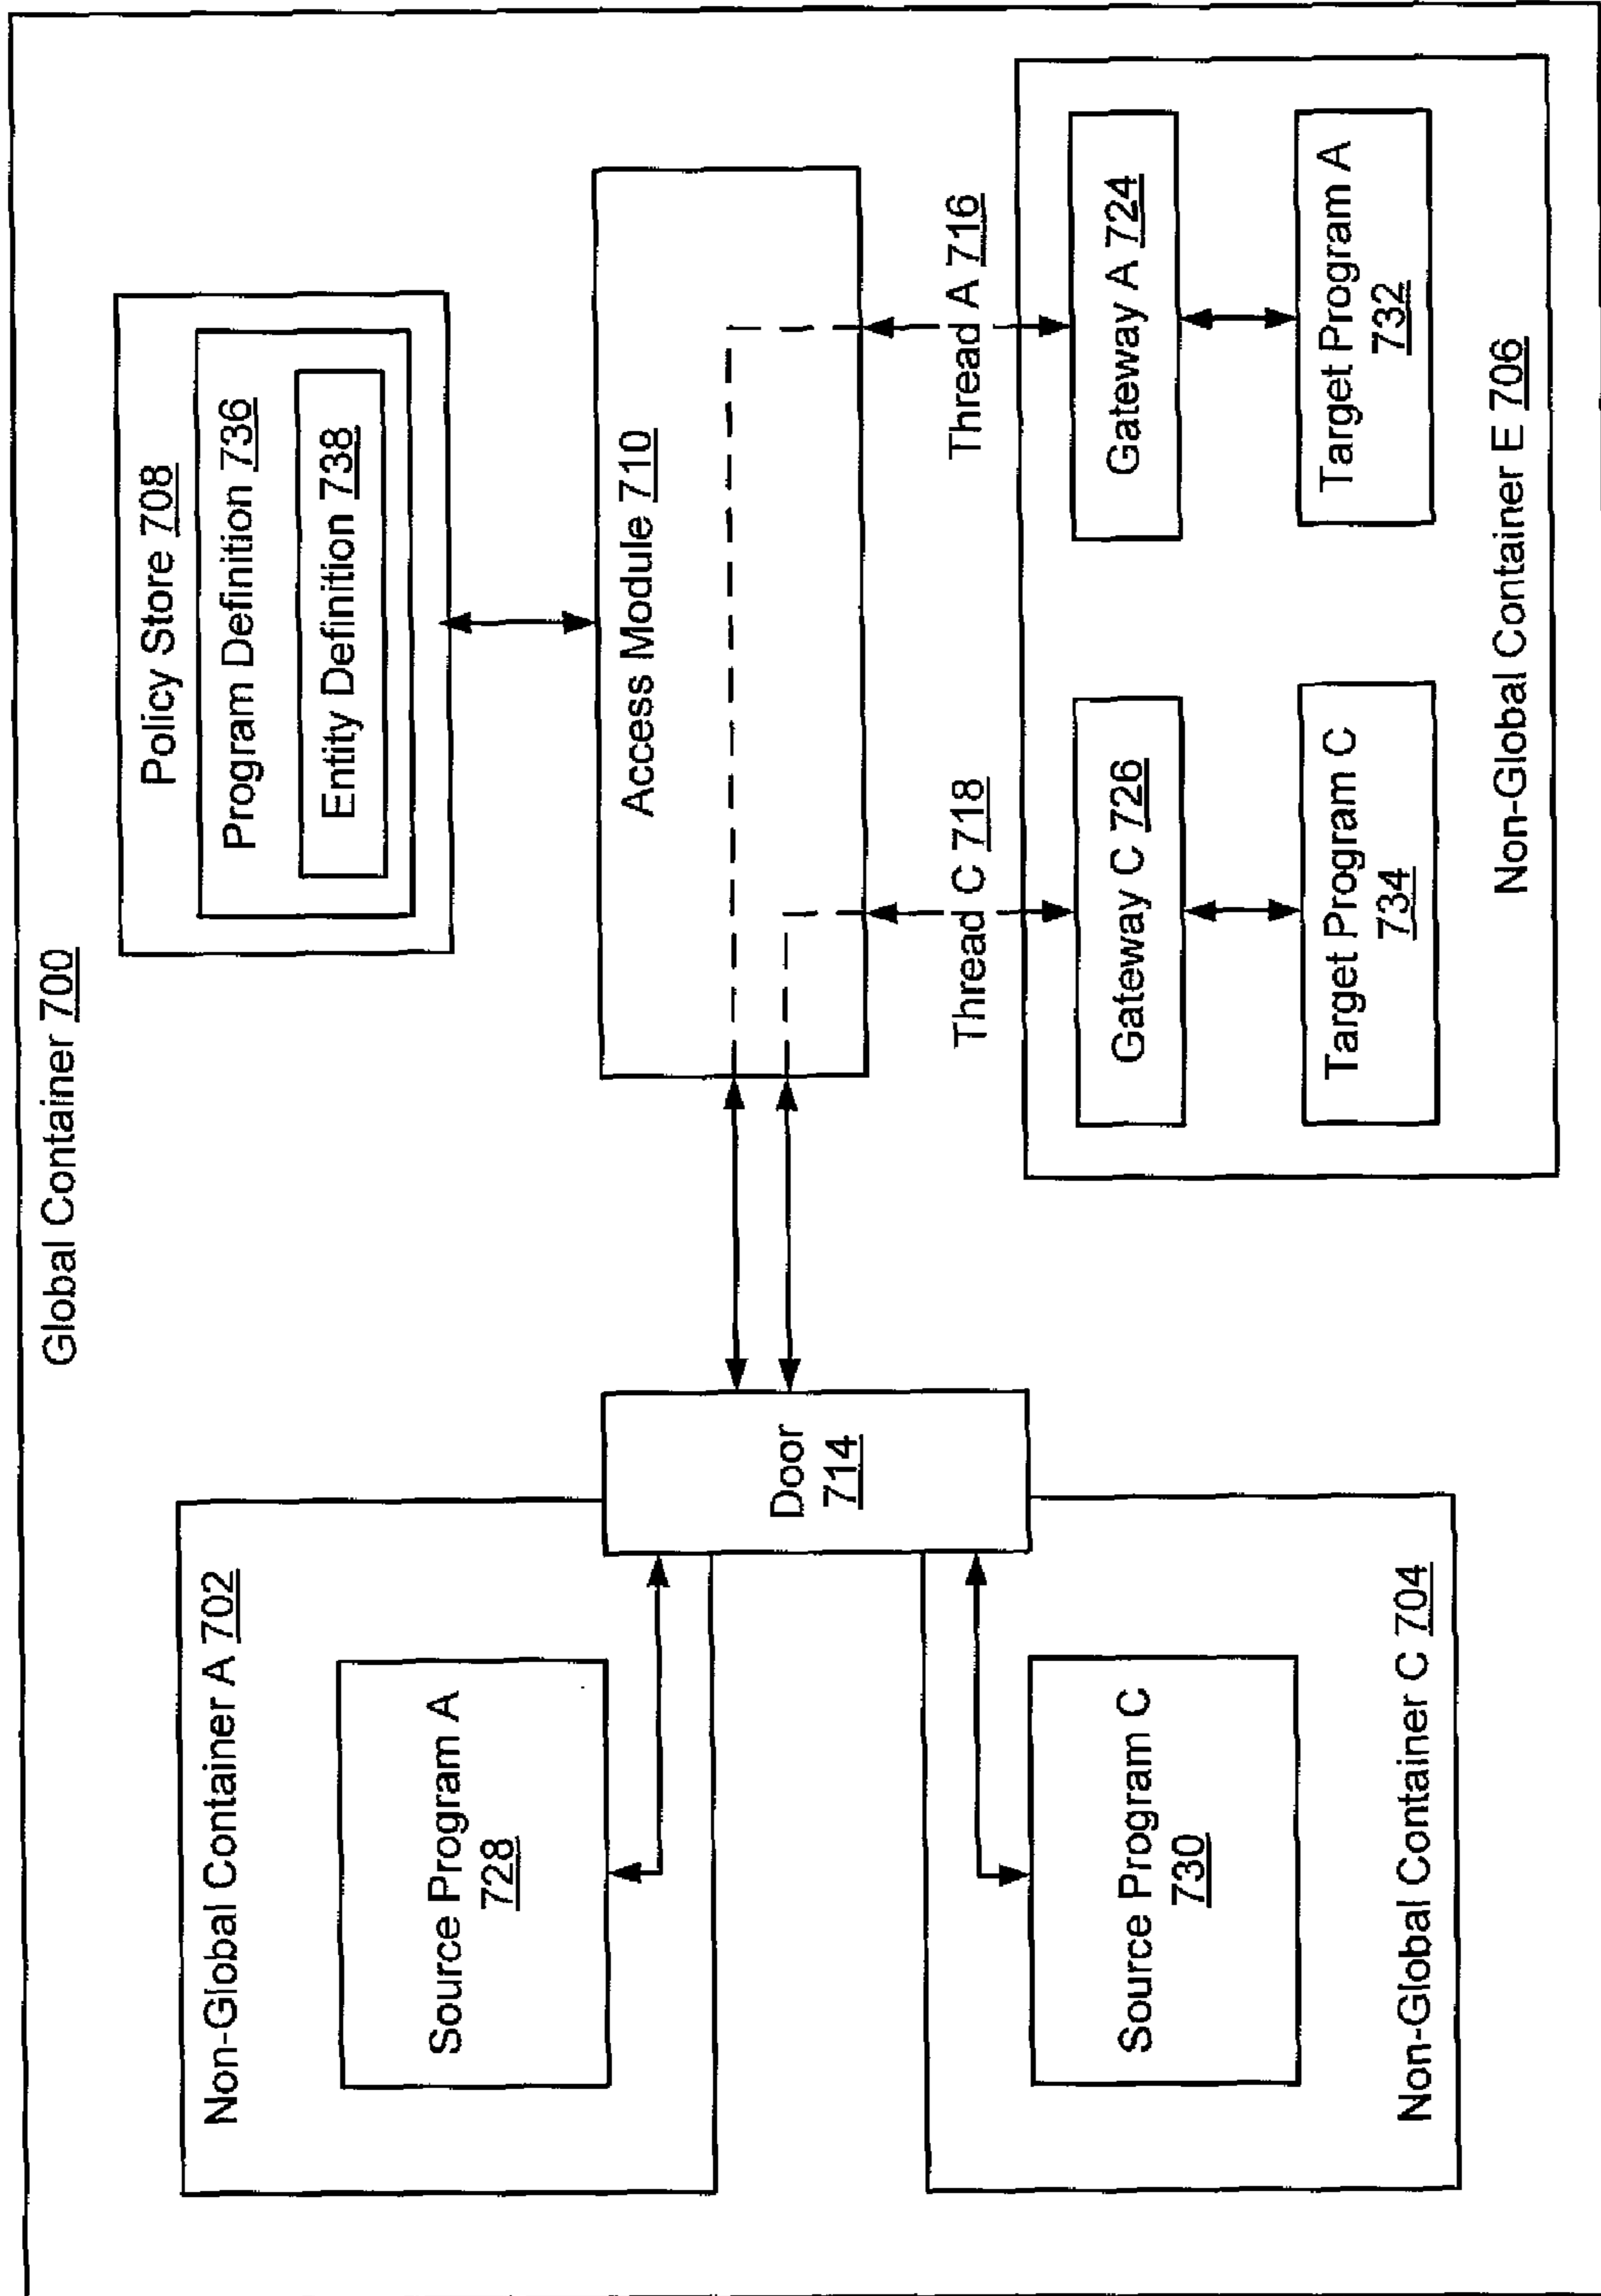 Global Container 700
Non-Global Container A 702
Source Program A
728
Non-Global Container C 704
Source Program C
730
Door
714
Policy Store 708
Program Definition 736
Entity Definition 738
Access Module 710
Thread C 718
Thread A 716
Gateway C 726
Gateway A 724
Target Program C
734
Target Program A
732
Non-Global Container E 706